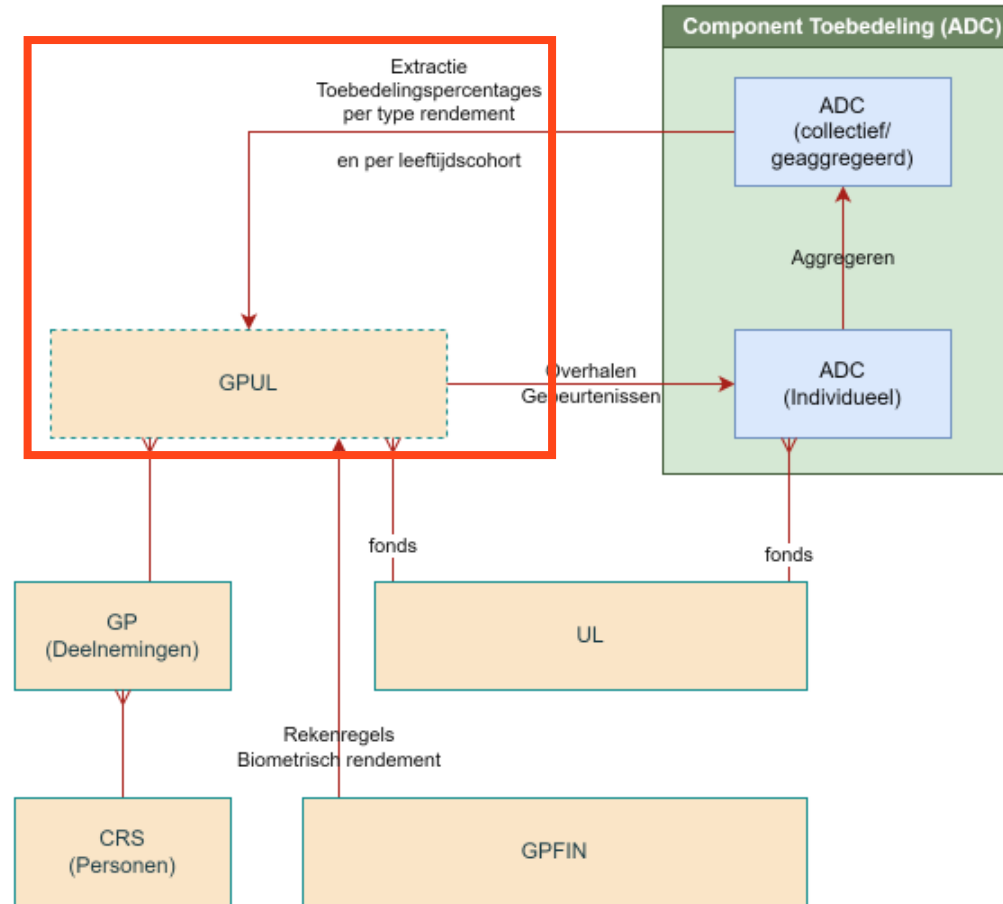 Component Toebedeling (ADC)
Extractie
Toebedelingspercentages
per type rendement
en per leeftijdscohort
ADC
(collectief/
geaggregeerd)
Aggregeren
GPUL
Overhalen
Gebeurtenissen
ADC
(Individueel)
fonds
fonds
GP
(Deelnemingen)
UL
Rekenregels
Biometrisch rendement
CRS
(Personen)
GPFIN